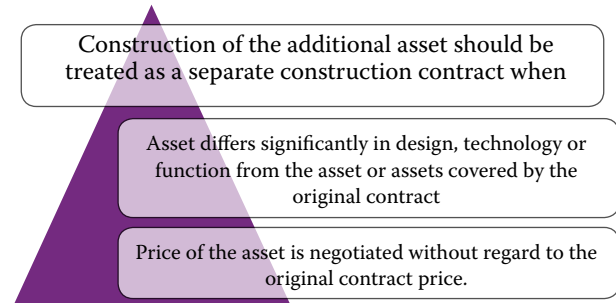 Construction of the additional asset should be
treated as a separate construction contract when
Asset differs significantly in design, technology or
function from the asset or assets covered by the
original contract
Price of the asset is negotiated without regard to the
original contract price.